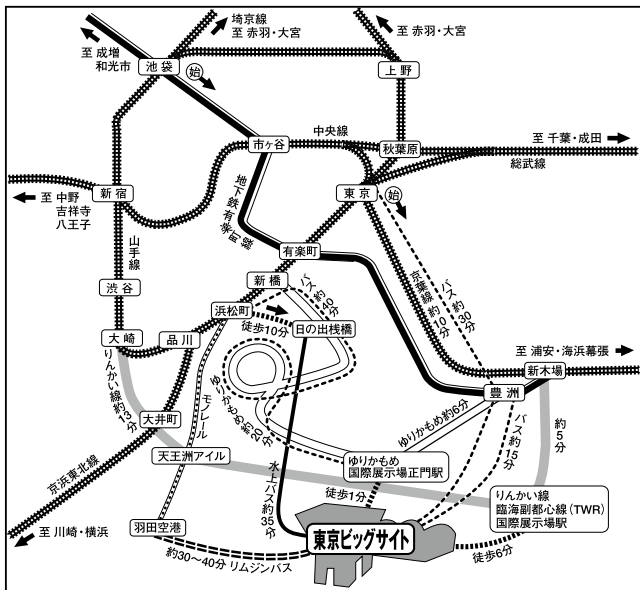 埼京線
至 赤羽・大宮
至 赤羽・大宮
至 成増
和光市
池袋
始
上野
市ヶ谷
中央線
秋葉原
至 千葉・成田
総武線
新宿
至 中野
吉祥寺
八王子
東京
始
地下鉄有楽町線
山手線
有楽町
京葉線 約10分
バス 約30分
渋谷
新橋
バス 約40分
浜松町
徒歩10分
日の出桟橋
大崎
品川
至 浦安・海浜幕張
新木場
豊洲
りんかい線 約13分
ゆりかもめ 約20分
ゆりかもめ約6分
バス約15分
約5分
大井町
モノレール
京浜東北線
天王洲アイル
水上バス約35分
ゆりかもめ
国際展示場正門駅
徒歩1分
りんかい線
臨海副都心線(TWR)
国際展示場駅
至 川崎・横浜
羽田空港
東京ビッグサイト
徒歩6分
約30〜40分 リムジンバス